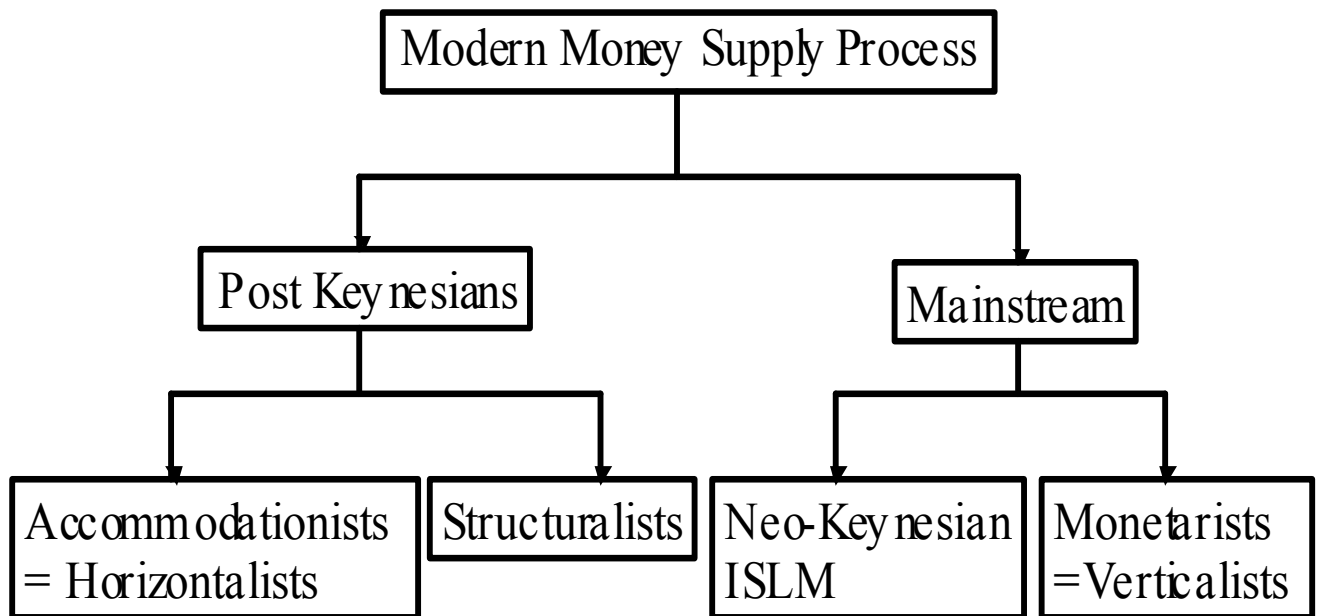 Modern Money Supply Process
Post Keynesians
Mainstream
Accommodationists
= Horizontalists
Structuralists
Neo-Keynesian
ISLM
Monetarists
=Verticalists